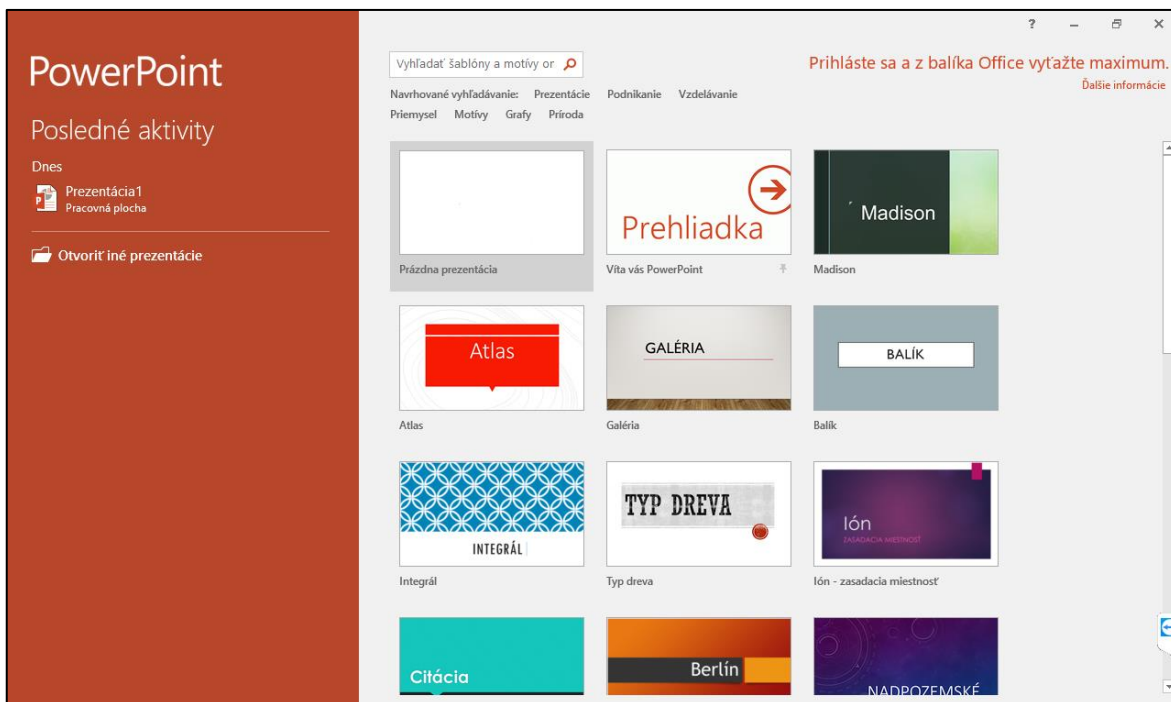 PowerPoint
Posledné aktivity
Dnes
Prezentácia1
Pracovná plocha
Otvoriť iné prezentácie
?
Vyhľadať šablóny a motívy or
Navrhované vyhľadávanie: Prezentácie Podnikanie Vzdelávanie
Priemysel Motívy Grafy Príroda
Prihláste sa a z balíka Office vyťažte maximum.
Ďalšie informácie
Prázdna prezentácia
Prehliadka
Víta vás PowerPoint
Madison
Madison
Atlas
Atlas
GALÉRIA
Galéria
BALÍK
Balík
INTEGRÁL
Integrál
TYP DREVA
Typ dreva
Ión
ZASADACIA MIESTNOSŤ
Ión - zasadacia miestnosť
Citácia
Berlín
NADPOZEMSKÉ